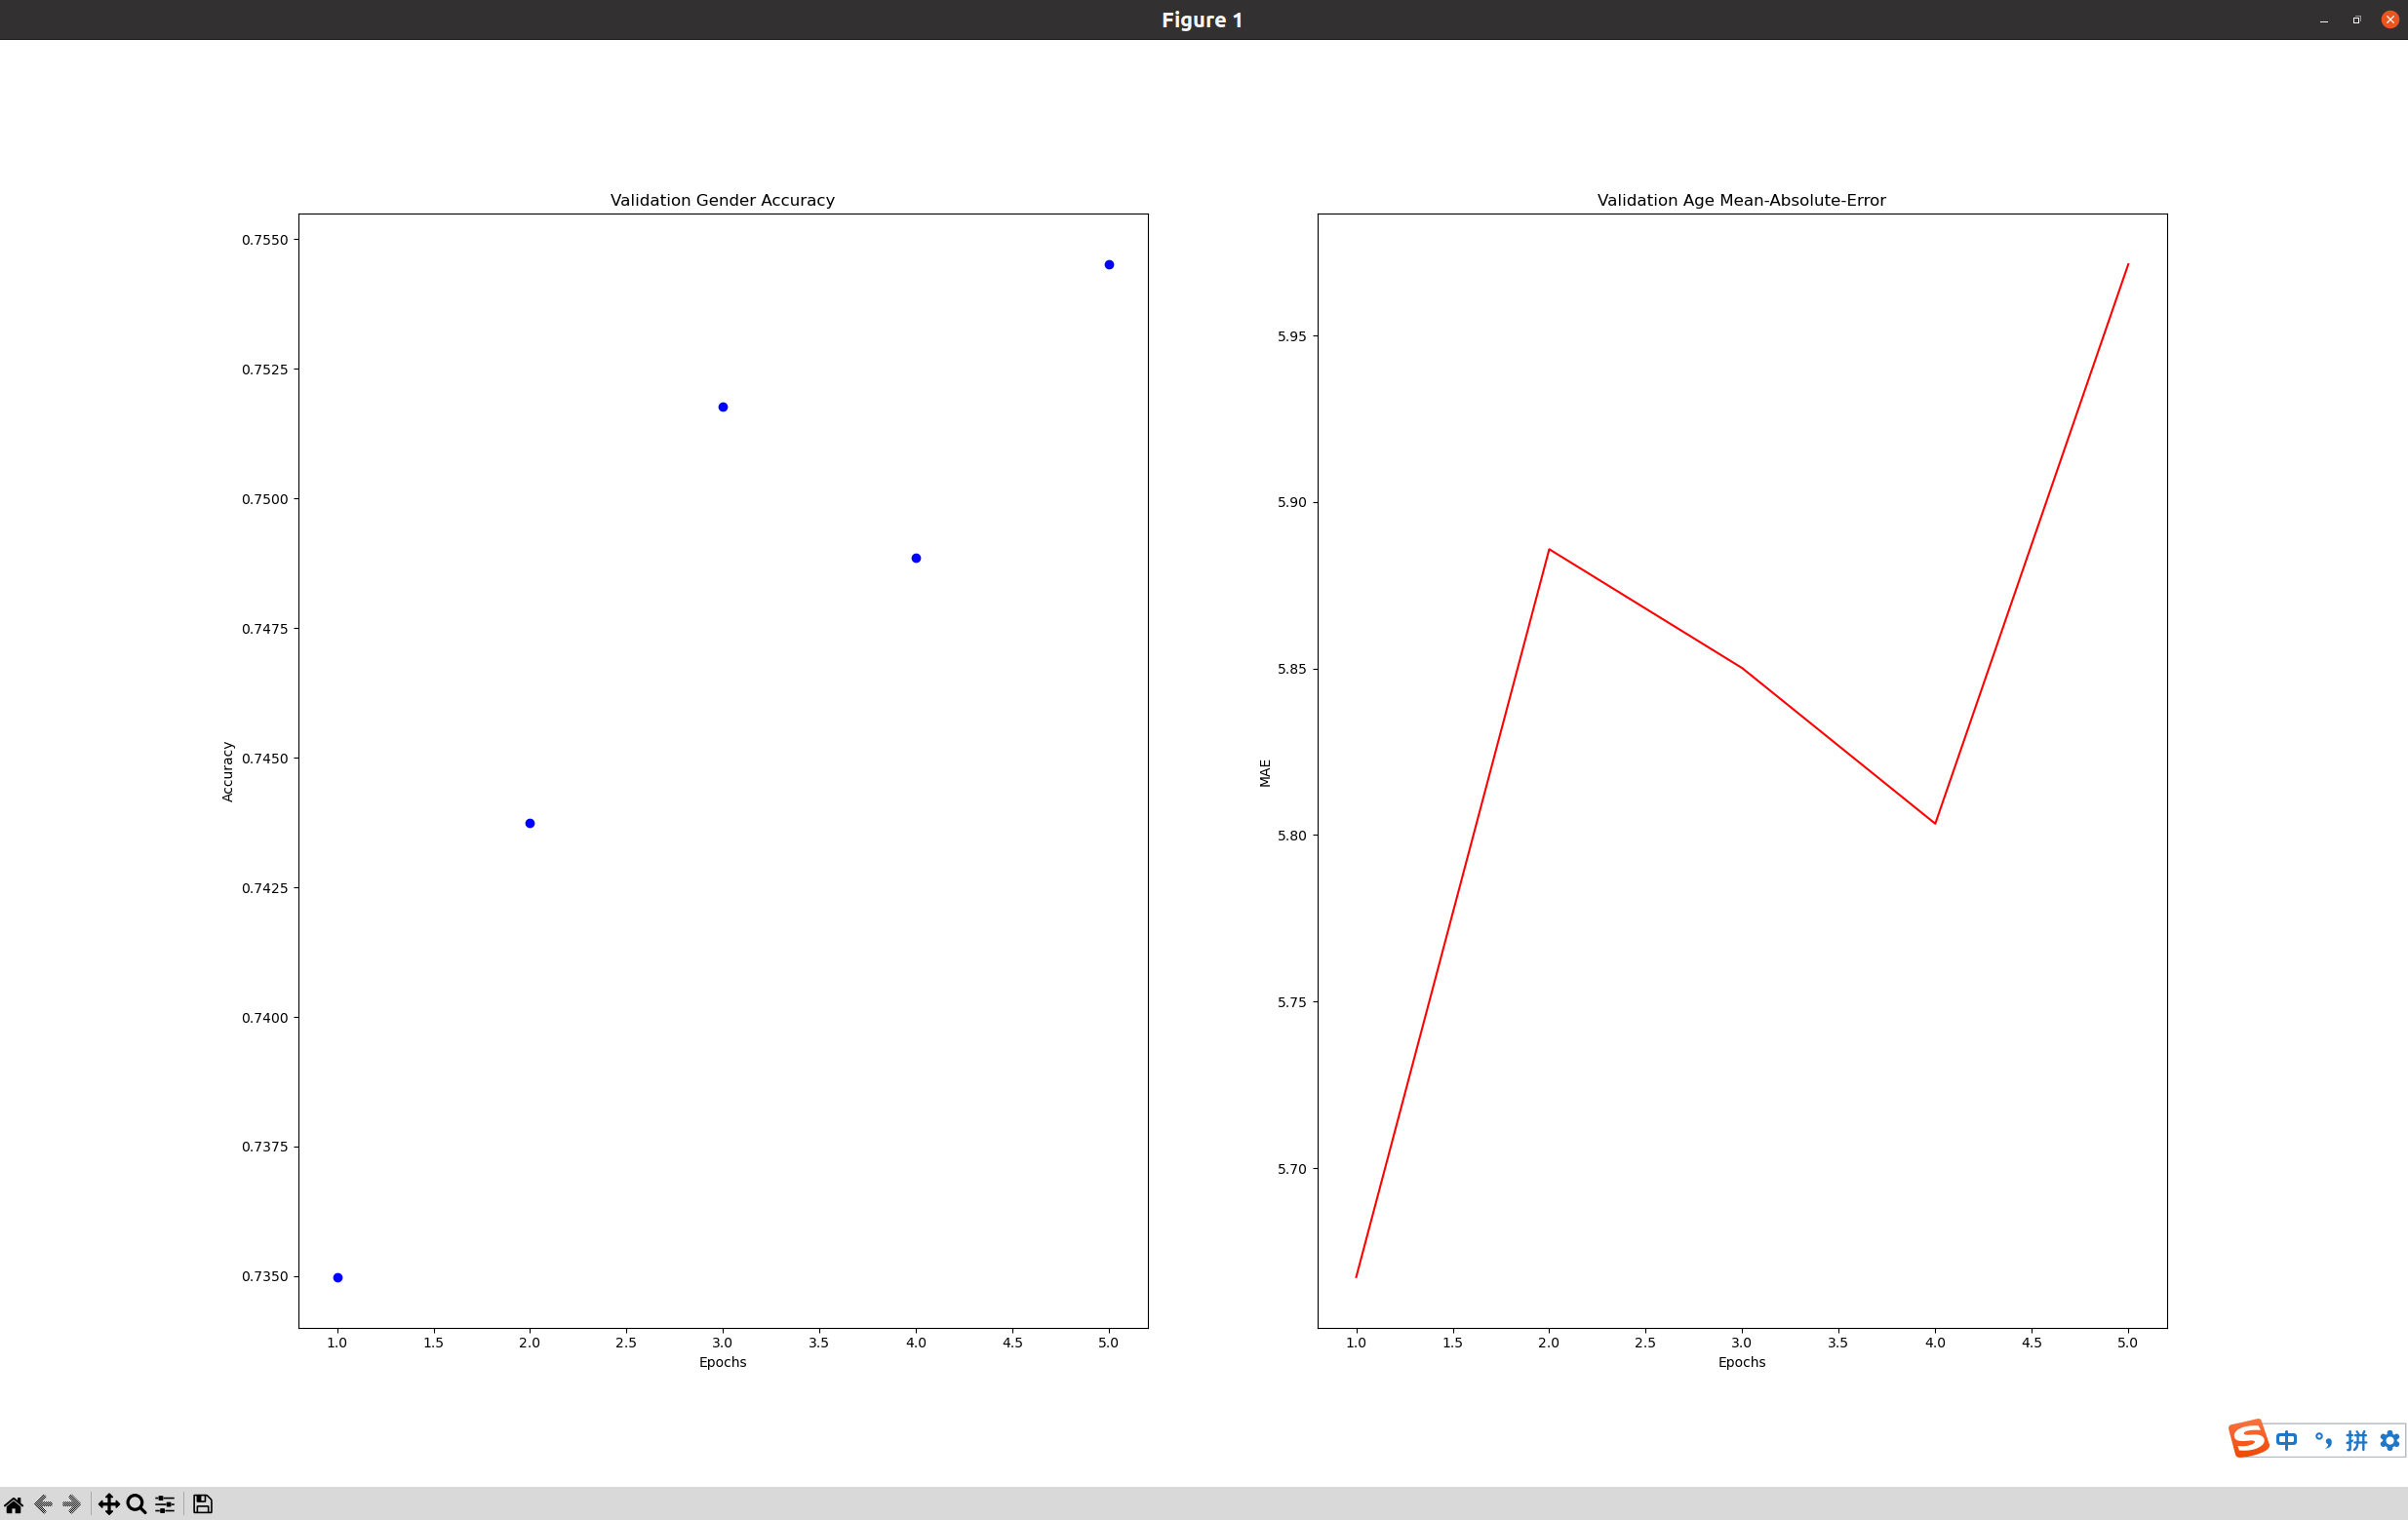 Figure 1
Validation Gender Accuracy
0.7550
0.7525
0.7500
0.7475
0.7450
0.7425
0.7400
0.7375
0.7350
Accuracy
1.0 1.5 2.0 2.5 3.0 3.5 4.0 4.5 5.0
Epochs
Validation Age Mean-Absolute-Error
5.95
5.90
5.85
5.80
5.75
5.70
MAE
1.0 1.5 2.0 2.5 3.0 3.5 4.0 4.5 5.0
Epochs
S 中 °, 拼